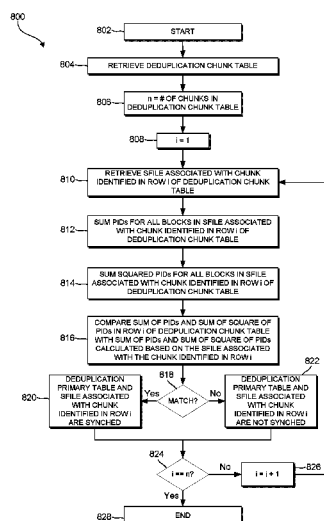 800
802
START
804
RETRIEVE DEDUPLICATION CHUNK TABLE
806
n = # OF CHUNKS IN
DEDUPLICATION CHUNK
TABLE
808
i = 1
810
RETRIEVE SFILE ASSOCIATED WITH CHUNK
IDENTIFIED IN ROW i OF DEDUPLICATION CHUNK
TABLE
812
SUM PIDs FOR ALL BLOCKS IN SFILE ASSOCIATED
WITH CHUNK IDENTIFIED IN ROW i OF
DEDUPLICATION CHUNK TABLE
814
SUM SQUARED PIDs FOR ALL BLOCKS IN SFILE
ASSOCIATED WITH CHUNK IDENTIFIED IN ROW i OF
DEDUPLICATION CHUNK TABLE
816
COMPARE SUM OF PIDs AND SUM OF SQUARE OF
PIDs IN ROW i OF DEDPULICATION CHUNK TABLE
WITH SUM OF PIDs AND SUM OF SQUARE OF PIDs
CALCULATED BASED ON THE SFILE ASSOCIATED
WITH THE CHUNK IDENTIFIED IN ROW i
818
MATCH?
Yes
No
820
DEDUPLICATION
PRIMARY TABLE AND
SFILE ASSOCIATED
WITH CHUNK
IDENTIFIED IN ROW i
ARE SYNCHED
822
DEDUPLICATION
PRIMARY TABLE AND
SFILE ASSOCIATED
WITH CHUNK
IDENTIFIED IN ROW i
ARE NOT SYNCHED
824
i == n?
No
i = i + 1
826
Yes
828
END